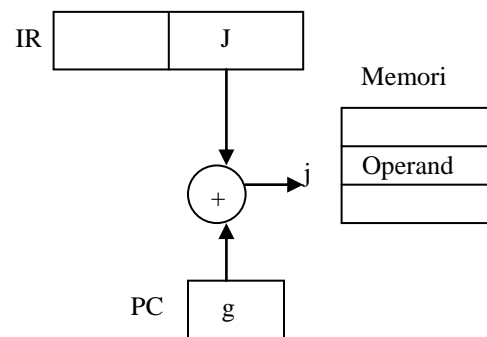 IR J
Memori
Operand
j
+
PC g